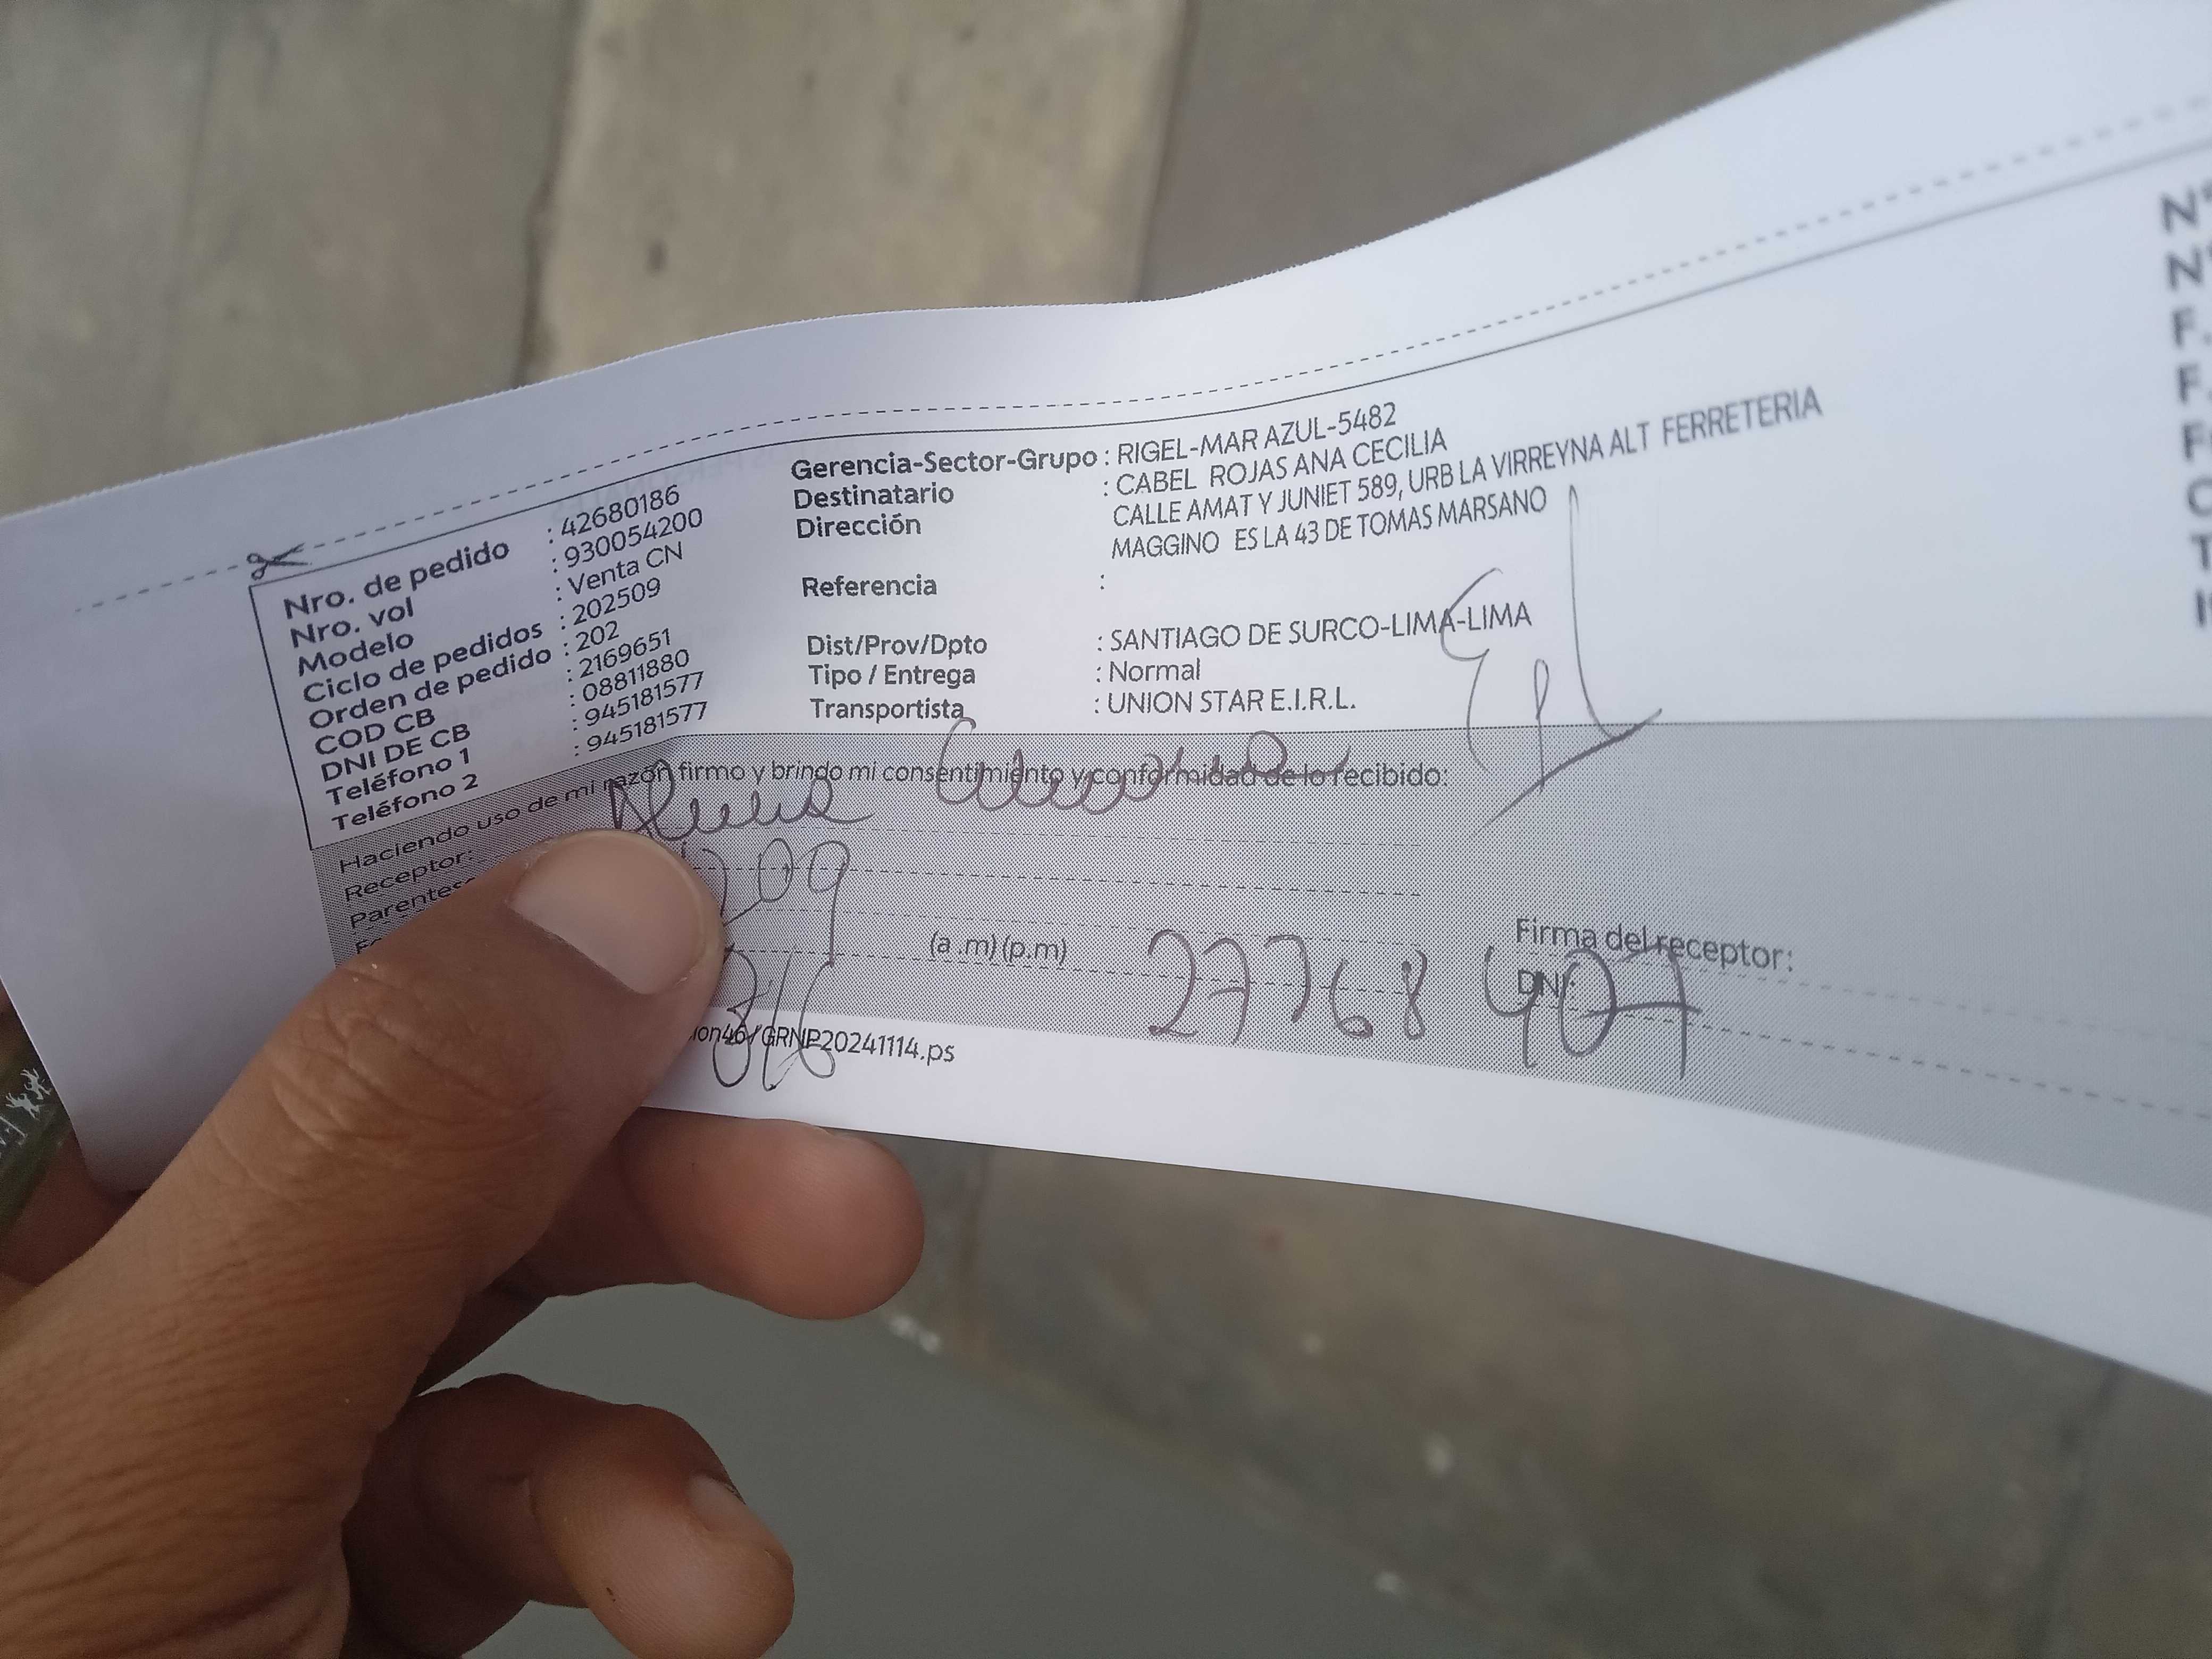 Nro. de pedido : 42680186
Nro. vol : 930054200
Modelo : Venta CN
Ciclo de pedidos : 202509
Orden de pedido : 202
COD CB : 2169651
DNI DE CB : 08811880
Teléfono 1 : 945181577
Teléfono 2 : 945181577
Gerencia-Sector-Grupo : RIGEL-MAR AZUL-5482
Destinatario : CABEL ROJAS ANA CECILIA
Dirección CALLE AMAT Y JUNIET 589, URB LA VIRREYNA ALT FERRETERIA
MAGGINO ES LA 43 DE TOMAS MARSANO
Referencia :
Dist/Prov/Dpto : SANTIAGO DE SURCO-LIMA-LIMA
Tipo / Entrega : Normal
Transportista : UNION STAR E.I.R.L.
Haciendo uso de mi razón firmo y brindo mi consentimiento y conformidad de lo recibido:
Receptor:
209
(a .m) (p.m)
27768407
Firma del receptor:
DNI:
GRNP20241114.ps